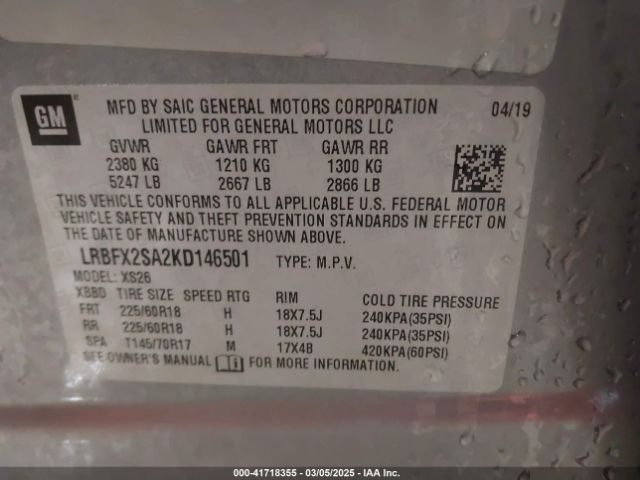 GM
MFD BY SAIC GENERAL MOTORS CORPORATION 04/19
LIMITED FOR GENERAL MOTORS LLC
GVWR GAWR FRT GAWR RR
2380 KG 1210 KG 1300 KG
5247 LB 2667 LB 2866 LB
THIS VEHICLE CONFORMS TO ALL APPLICABLE U.S. FEDERAL MOTOR
VEHICLE SAFETY AND THEFT PREVENTION STANDARDS IN EFFECT ON
THE DATE OF MANUFACTURE SHOWN ABOVE.
LRBFX2SA2KD146501 TYPE: M.P.V.
MODEL: XS26
XBBD TIRE SIZE SPEED RTG RIM COLD TIRE PRESSURE
FRT 225/60R18 H 18X7.5J 240KPA(35PSI)
RR 225/60R18 H 18X7.5J 240KPA(35PSI)
SPA T145/70R17 M 17X4B 420KPA(60PSI)
SEE OWNER'S MANUAL FOR MORE INFORMATION.
000-41718355 - 03/05/2025 - IAA Inc.